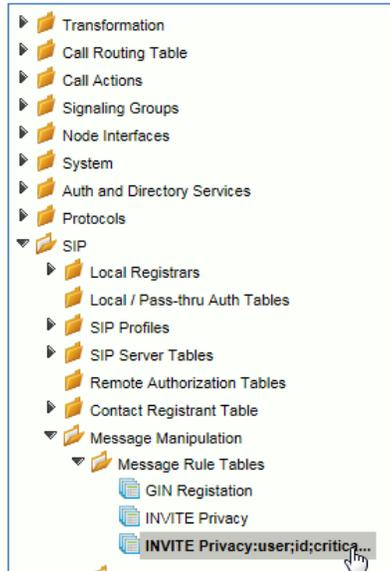 Transformation
Call Routing Table
Call Actions
Signaling Groups
Node Interfaces
System
Auth and Directory Services
Protocols
SIP
Local Registrars
Local / Pass-thru Auth Tables
SIP Profiles
SIP Server Tables
Remote Authorization Tables
Contact Registrant Table
Message Manipulation
Message Rule Tables
GIN Registation
INVITE Privacy
INVITE Privacy:user;id;critica...